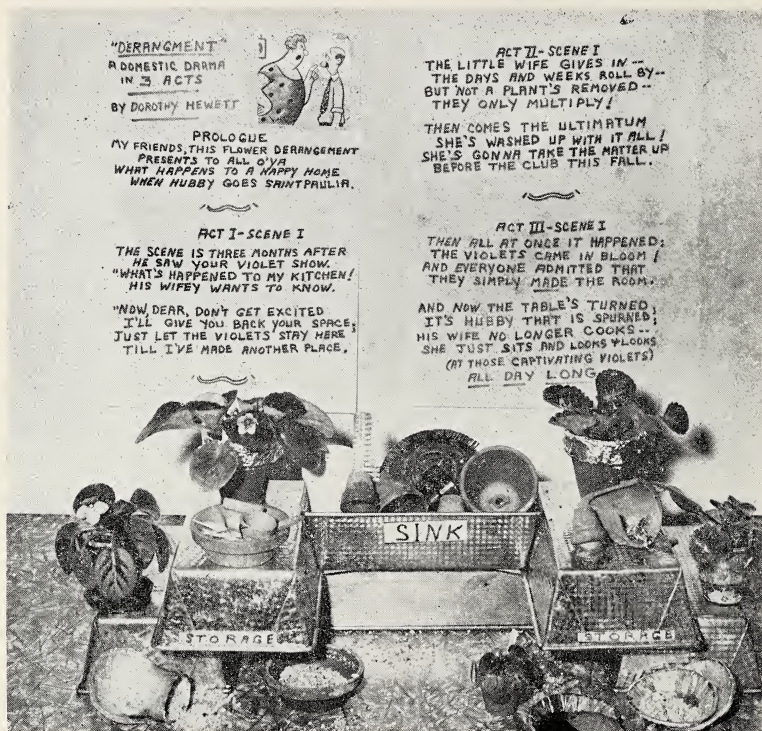 "DERANGMENT"
A DOMESTIC DRAMA
IN 3 ACTS
BY DOROTHY HEWETT
PROLOGUE
MY FRIENDS, THIS FLOWER DERANGEMENT
PRESENTS TO ALL O'YA
WHAT HAPPENS TO A HAPPY HOME
WHEN HUBBY GOES SAINTPAULIA.
ACT I-SCENE I
THE SCENE IS THREE MONTHS AFTER
HE SAW YOUR VIOLET SHOW.
"WHAT'S HAPPENED TO MY KITCHEN!
HIS WIFEY WANTS TO KNOW.
"NOW, DEAR, DON'T GET EXCITED
I'LL GIVE YOU BACK YOUR SPACE;
JUST LET THE VIOLETS STAY HERE
TILL I'VE MADE ANOTHER PLACE.
ACT II-SCENE I
THE LITTLE WIFE GIVES IN--
THE DAYS AND WEEKS ROLL BY--
BUT NOT A PLANT'S REMOVED--
THEY ONLY MULTIPLY!
THEN COMES THE ULTIMATUM
SHE'S WASHED UP WITH IT ALL!
SHE'S GONNA TAKE THE MATTER UP
BEFORE THE CLUB THIS FALL.
ACT III-SCENE I
THEN ALL AT ONCE IT HAPPENED;
THE VIOLETS CAME IN BLOOM!
AND EVERYONE ADMITTED THAT
THEY SIMPLY MADE THE ROOM.
AND NOW THE TABLE'S TURNED;
IT'S HUBBY THAT IS SPURNED;
HIS WIFE NO LONGER COOKS--
SHE JUST SITS AND LOOKS & LOOKS
(AT THOSE CAPTIVATING VIOLETS)
ALL DAY LONG
SINK
STORAGE
STORAGE